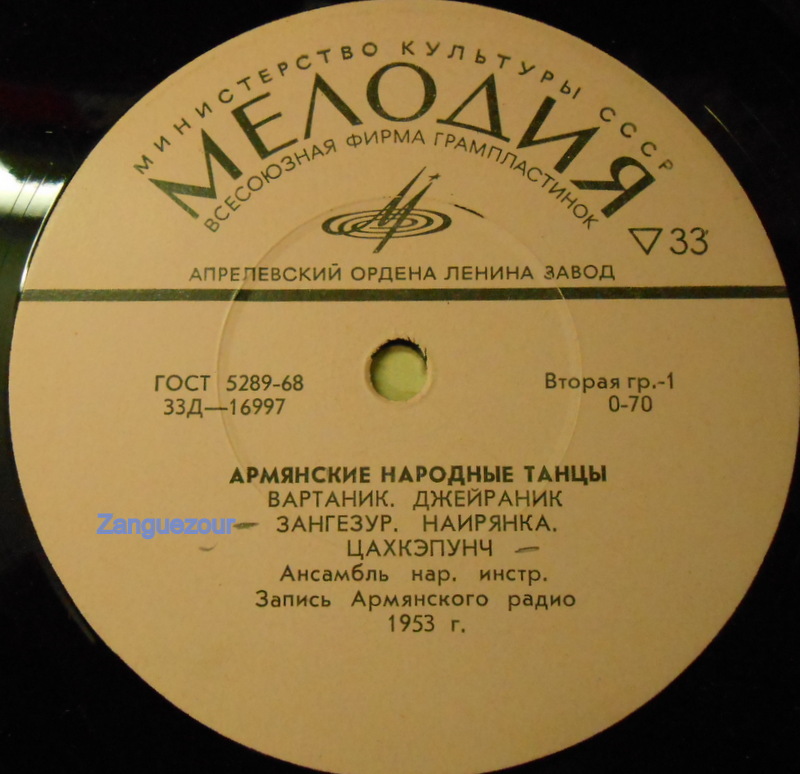 МИНИСТЕРСТВО КУЛЬТУРЫ СССР
МЕЛОДИЯ
ВСЕСОЮЗНАЯ ФИРМА ГРАМПЛАСТИНОК
▽33
АПРЕЛЕВСКИЙ ОРДЕНА ЛЕНИНА ЗАВОД
ГОСТ 5289-68
33Д—16997
Вторая гр.-1
0-70
АРМЯНСКИЕ НАРОДНЫЕ ТАНЦЫ
ВАРТАНИК. ДЖЕЙРАНИК
Zanguezour
ЗАНГЕЗУР. НАИРЯНКА.
ЦАХКЭПУНЧ
Ансамбль нар. инстр.
Запись Армянского радио
1953 г.